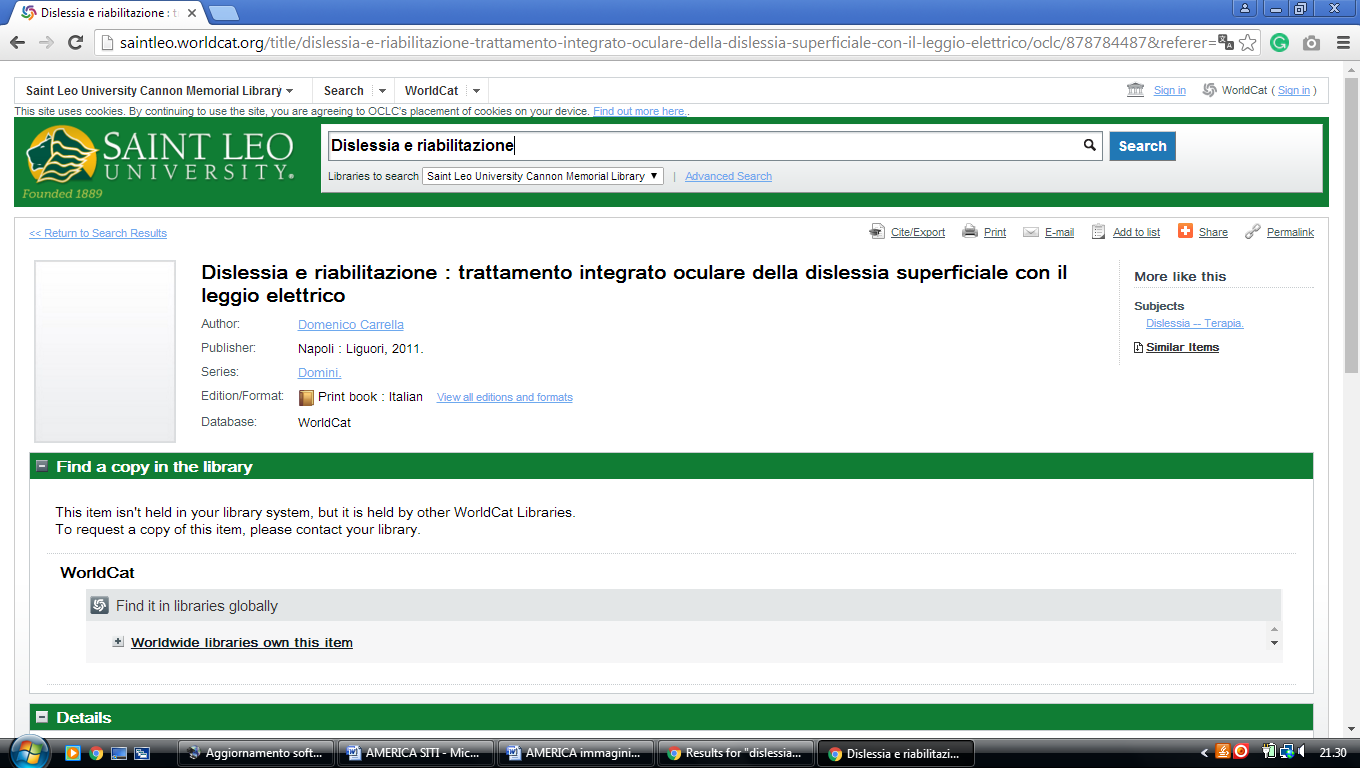 Dislessia e riabilitazione : t
saintleo.worldcat.org/title/dislessia-e-riabilitazione-trattamento-integrato-oculare-della-dislessia-superficiale-con-il-leggio-elettrico/oclc/878784487&referer=
Saint Leo University Cannon Memorial Library Search WorldCat Sign in WorldCat ( Sign in )
This site uses cookies. By continuing to use the site, you are agreeing to OCLC's placement of cookies on your device. Find out more here..
SAINT LEO
UNIVERSITY.
Founded 1889
Dislessia e riabilitazione Search
Libraries to search Saint Leo University Cannon Memorial Library | Advanced Search
<< Return to Search Results Cite/Export Print E-mail Add to list Share Permalink
Dislessia e riabilitazione : trattamento integrato oculare della dislessia superficiale con il
leggio elettrico
Author: Domenico Carrella
Publisher: Napoli : Liguori, 2011.
Series: Domini.
Edition/Format: Print book : Italian View all editions and formats
Database: WorldCat
More like this
Subjects
Dislessia -- Terapia.
Similar Items
Find a copy in the library
This item isn't held in your library system, but it is held by other WorldCat Libraries.
To request a copy of this item, please contact your library.
WorldCat
Find it in libraries globally
Worldwide libraries own this item
Details
Aggiornamento soft... AMERICA SITI - Mic... AMERICA immagini... Results for "dislessia... Dislessia e riabilitazi... 21.30